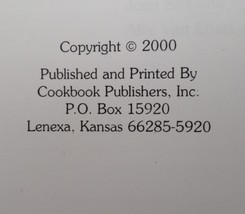 Copyright © 2000
Published and Printed By
Cookbook Publishers, Inc.
P.O. Box 15920
Lenexa, Kansas 66285-5920